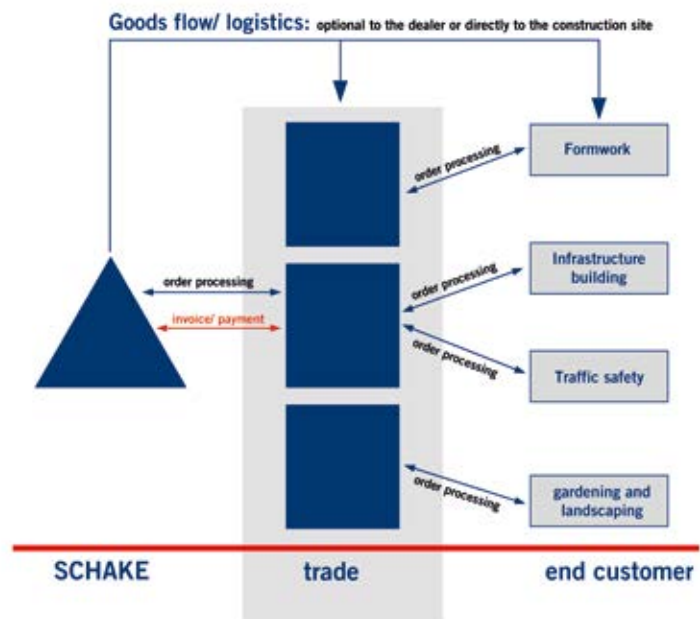 Goods flow/ logistics: optional to the dealer or directly to the construction site
order processing
Formwork
order processing
invoice/ payment
order processing
Infrastructure
building
order processing
Traffic safety
order processing
gardening and
landscaping
SCHAKE
trade
end customer